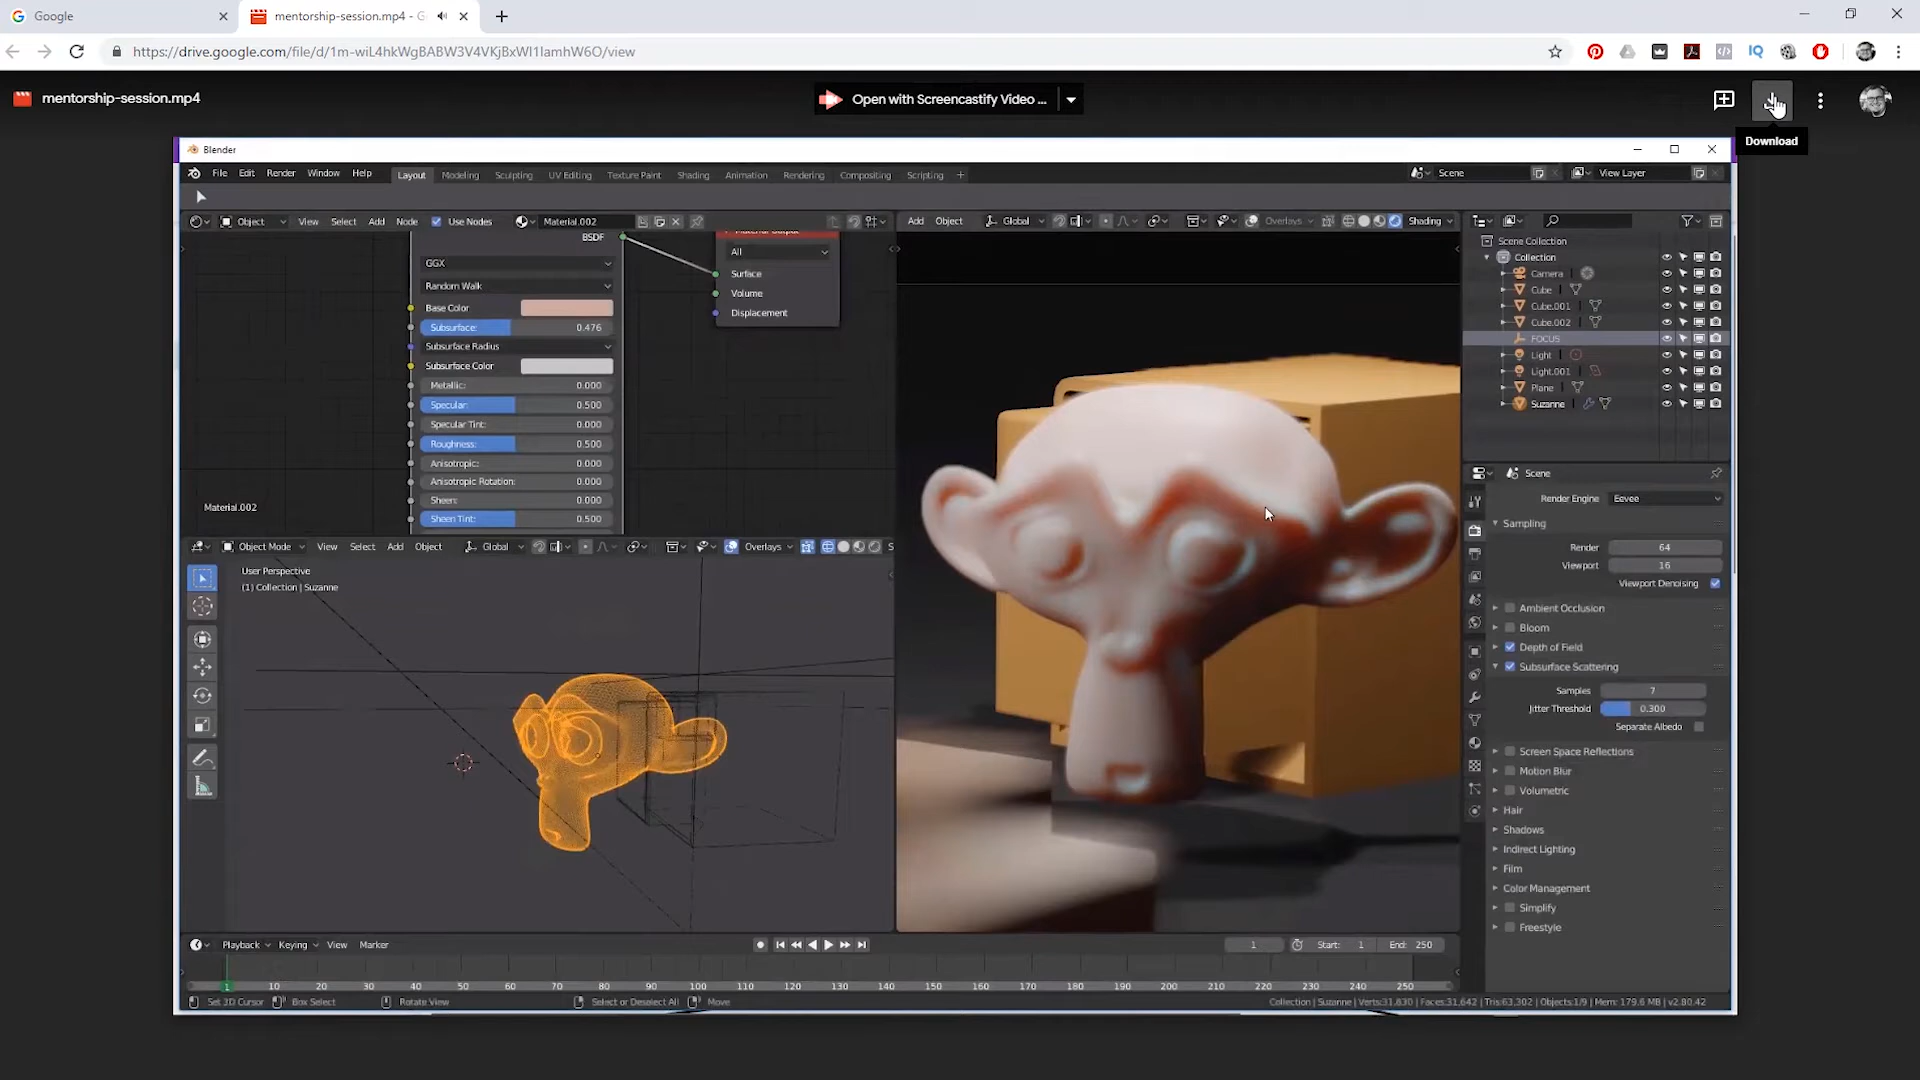 Google
mentorship-session.mp4 - G
https://drive.google.com/file/d/1m-wiL4hkWgBABW3V4VKjBxWI1IamhW6O/view
IQ
mentorship-session.mp4
Open with Screencastify Video ...
Download
Blender
File Edit Render Window Help
Layout Modeling Sculpting UV Editing Texture Paint Shading Animation Rendering Compositing Scripting +
Scene
View Layer
Object View Select Add Node Use Nodes Material.002
Add Object Global Overlays Shading
BSDF
GGX
Random Walk
Base Color
Subsurface: 0.476
Subsurface Radius
Subsurface Color
Metallic: 0.000
Specular: 0.500
Specular Tint: 0.000
Roughness: 0.500
Anisotropic: 0.000
Anisotropic Rotation: 0.000
Sheen: 0.000
Sheen Tint: 0.500
Material Output
All
Surface
Volume
Displacement
Material.002
Object Mode View Select Add Object Global Overlays S
User Perspective
(1) Collection | Suzanne
Scene Collection
Collection
Camera
Cube
Cube.001
Cube.002
FOCUS
Light
Light.001
Plane
Suzanne
Scene
Render Engine Eevee
Sampling
Render 64
Viewport 16
Viewport Denoising
Ambient Occlusion
Bloom
Depth of Field
Subsurface Scattering
Samples 7
Jitter Threshold 0.300
Separate Albedo
Screen Space Reflections
Motion Blur
Volumetric
Hair
Shadows
Indirect Lighting
Film
Color Management
Simplify
Freestyle
Playback Keying View Marker
1 Start: 1 End: 250
1 10 20 30 40 50 60 70 80 90 100 110 120 130 140 150 160 170 180 190 200 210 220 230 240 250
Set 3D Cursor Box Select Rotate View Select or Deselect All Move
Collection | Suzanne | Verts:31,630 | Faces:31,642 | Tris:63,302 | Objects:1/9 | Mem: 179.6 MB | v2.80.42